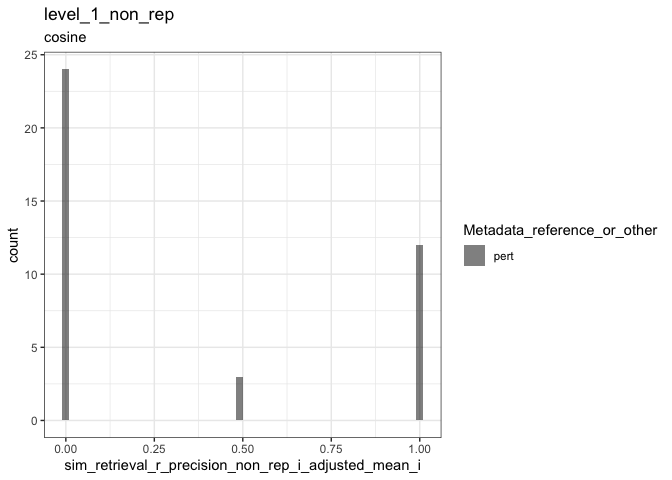 level_1_non_rep
cosine
25
20
15
10
5
0
count
0.00 0.25 0.50 0.75 1.00
sim_retrieval_r_precision_non_rep_i_adjusted_mean_i
Metadata_reference_or_other
pert